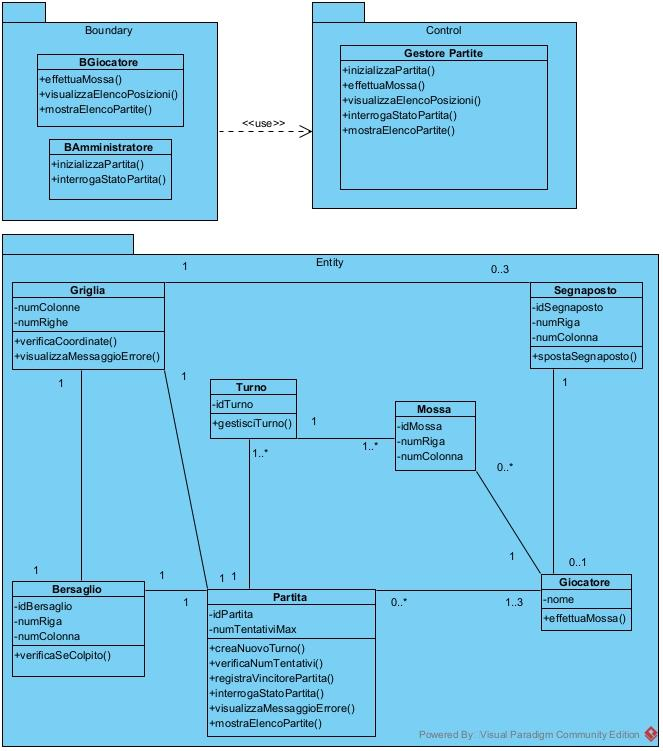 Boundary
BGiocatore
+effettuaMossa()
+visualizzaElencoPosizioni()
+mostraElencoPartite()
BAmministratore
+inizializzaPartita()
+interrogaStatoPartita()
<<use>>
Control
Gestore Partite
+inizializzaPartita()
+effettuaMossa()
+visualizzaElencoPosizioni()
+interrogaStatoPartita()
+mostraElencoPartite()
Entity
1
0..3
Griglia
-numColonne
-numRighe
+verificaCoordinate()
+visualizzaMessaggioErrore()
Segnaposto
-idSegnaposto
-numRiga
-numColonna
+spostaSegnaposto()
1
1
1
Turno
-idTurno
+gestisciTurno()
1
1..*
1..*
Mossa
-idMossa
-numRiga
-numColonna
0..*
1
0..1
1
1
1
1
Bersaglio
-idBersaglio
-numRiga
-numColonna
+verificaSeColpito()
1
Partita
-idPartita
-numTentativiMax
+creaNuovoTurno()
+verificaNumTentativi()
+registraVincitorePartita()
+interrogaStatoPartita()
+visualizzaMessaggioErrore()
+mostraElencoPartite()
0..*
1..3
Giocatore
-nome
+effettuaMossa()
Powered By: Visual Paradigm Community Edition